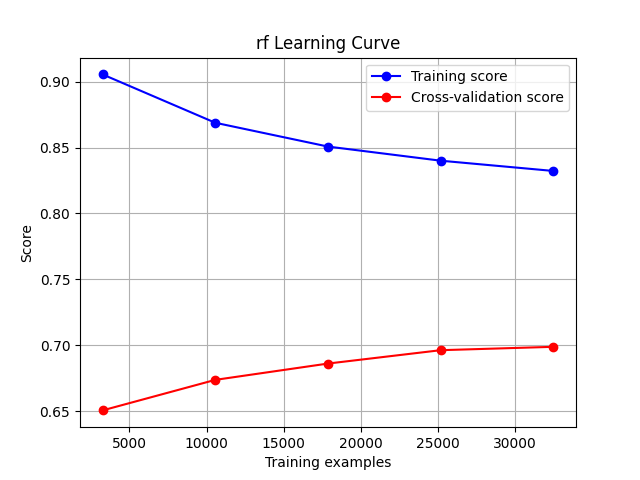 rf Learning Curve
Training score
Cross-validation score
0.90
0.85
0.80
0.75
0.70
0.65
Score
5000 10000 15000 20000 25000 30000
Training examples